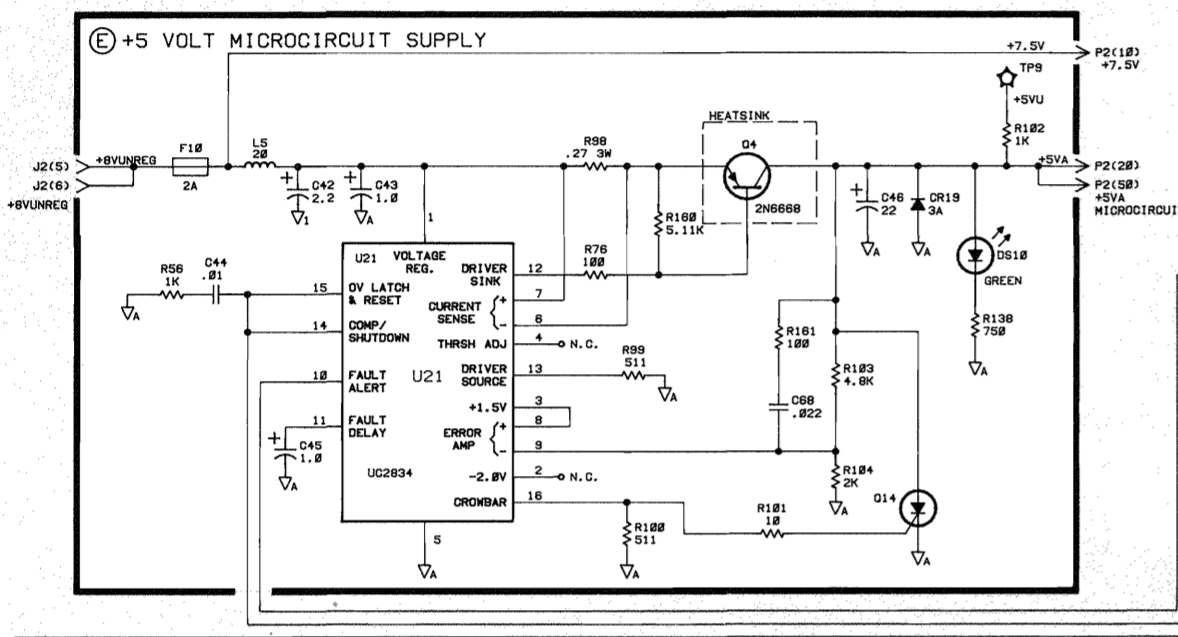 E +5 VOLT MICROCIRCUIT SUPPLY
+7.5V
P2(10)
+7.5V
TP9
+5VU
R102
1K
HEATSINK
Q4
2N6668
J2(5)
J2(6)
+8VUNREG
+8VUNREG
F10
2A
L5
20
R98
.27 3W
+5VA
P2(20)
P2(50)
+5VA
MICROCIRCUI
+
C42
2.2
1
+
C43
1.0
A
R160
5.11K
+
C46
22
A
CR19
3A
A
DS10
GREEN
R138
750
A
1
U21
VOLTAGE
REG.
R76
100
R56
1K
C44
.01
A
15
OV LATCH
& RESET
14
COMP/
SHUTDOWN
10
FAULT
ALERT
11
FAULT
DELAY
+
C45
1.0
A
DRIVER
SINK
12
CURRENT
SENSE
+
-
7
6
THRSH ADJ
4
N.C.
U21
DRIVER
SOURCE
13
R99
511
A
+1.5V
3
ERROR
AMP
+
-
8
9
-2.0V
2
N.C.
UC2834
CROWBAR
16
5
A
R100
511
A
R101
10
R161
100
C68
.022
R103
4.8K
R104
2K
A
Q14
A